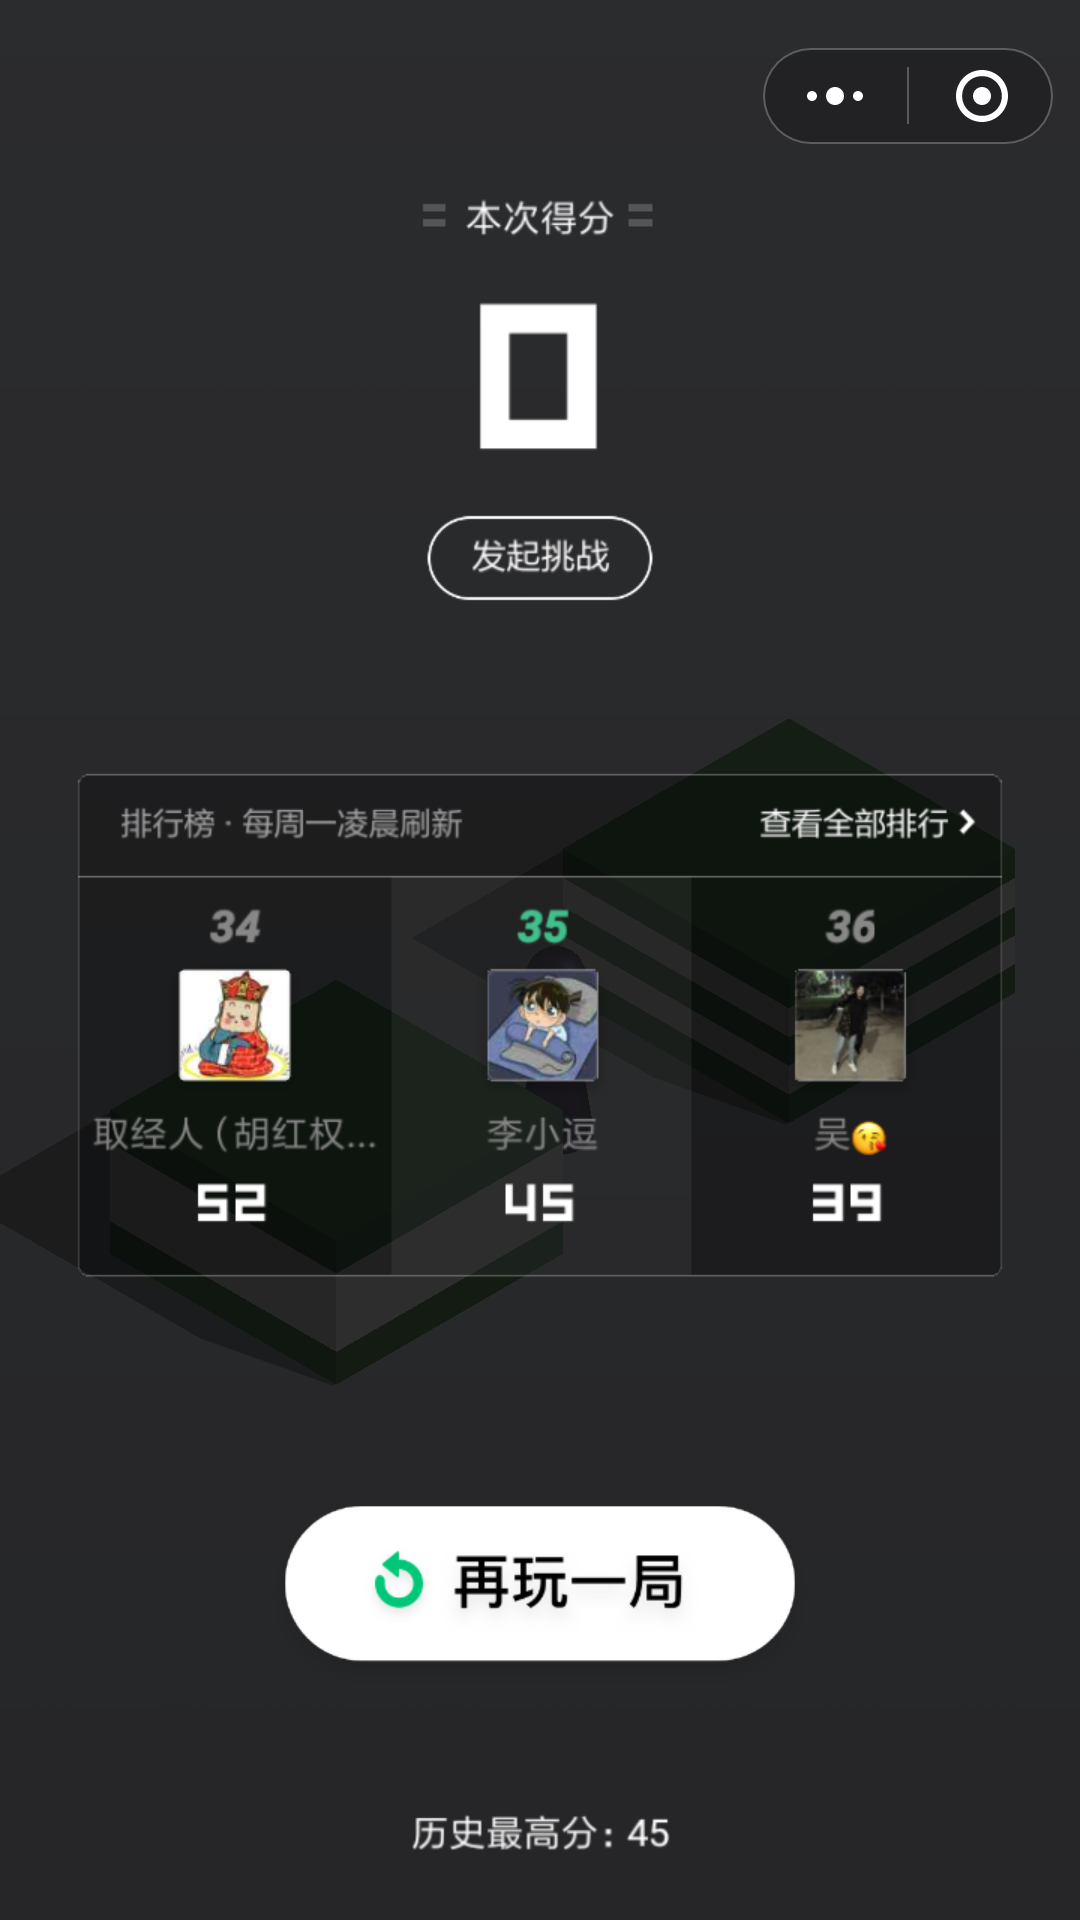 本次得分
0
发起挑战
排行榜 · 每周一凌晨刷新
查看全部排行
34
35
36
取经人（胡红权...
李小逗
吴😘
52
45
39
再玩一局
历史最高分：45